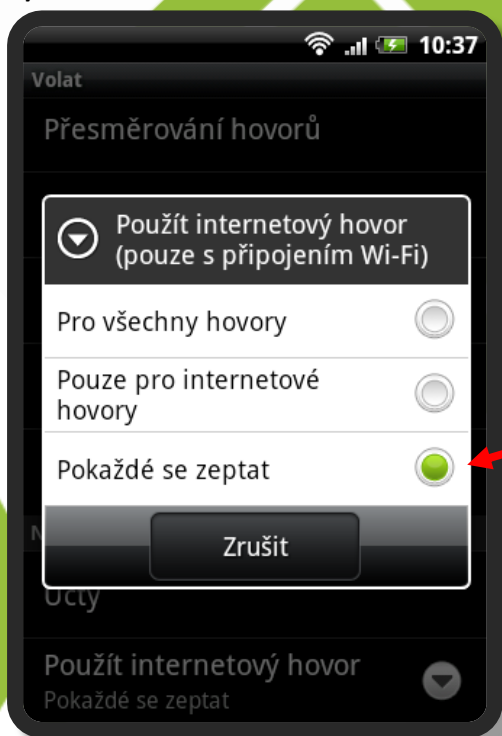 10:37
Volat
Přesměrování hovorů
Použít internetový hovor
(pouze s připojením Wi-Fi)
Pro všechny hovory
Pouze pro internetové
hovory
Pokaždé se zeptat
Zrušit
Účty
Použít internetový hovor
Pokaždé se zeptat